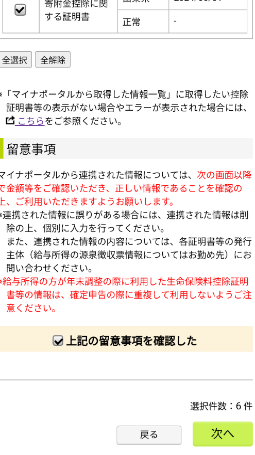 寄附金控除に関
する証明書
正常
-
全選択
全解除
※「マイナポータルから取得した情報一覧」に取得したい控除
証明書等の表示がない場合やエラーが表示された場合には、
こちらをご参照ください。
留意事項
マイナポータルから連携された情報については、次の画面以降
で金額等をご確認いただき、正しい情報であることを確認の
上、ご利用いただきますようお願いします。
※連携された情報に誤りがある場合には、連携された情報は削
除の上、個別に入力を行ってください。
また、連携された情報の内容については、各証明書等の発行
主体（給与所得の源泉徴収票情報についてはお勤め先）にお
問い合わせください。
※給与所得の方が年末調整の際に利用した生命保険料控除証明
書等の情報は、確定申告の際に重複して利用しないようご注
意ください。
上記の留意事項を確認した
選択件数：6 件
戻る
次へ